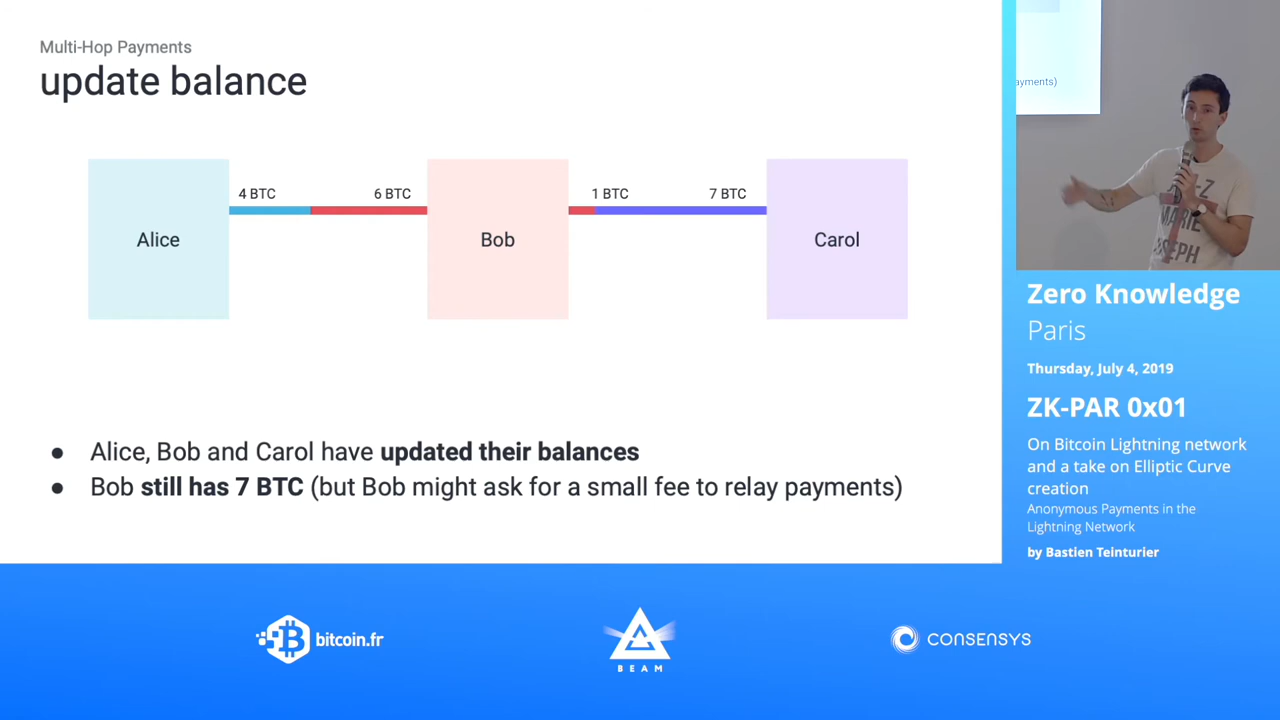 Multi-Hop Payments
update balance
4 BTC
6 BTC
1 BTC
7 BTC
Alice
Bob
Carol
● Alice, Bob and Carol have updated their balances
● Bob still has 7 BTC (but Bob might ask for a small fee to relay payments)
ayments)
MARIE
JOSEPH
Zero Knowledge
Paris
Thursday, July 4, 2019
ZK-PAR 0x01
On Bitcoin Lightning network
and a take on Elliptic Curve
creation
Anonymous Payments in the
Lightning Network
by Bastien Teinturier
bitcoin.fr
BEAM
CONSENSYS